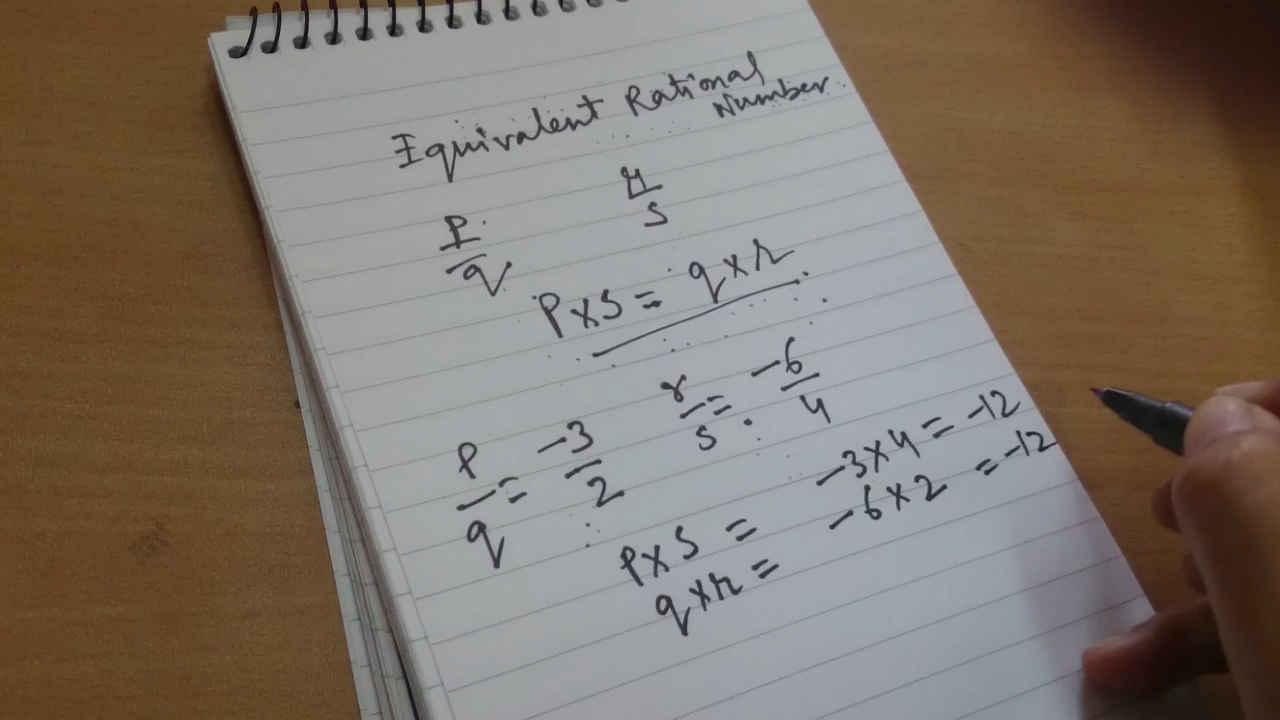 Equivalent Rational
Number
p/q r/s
p×s = q×r
p/q = -3/2 r/s = -6/4
p×s = -3×4 = -12
q×r = -6×2 = -12